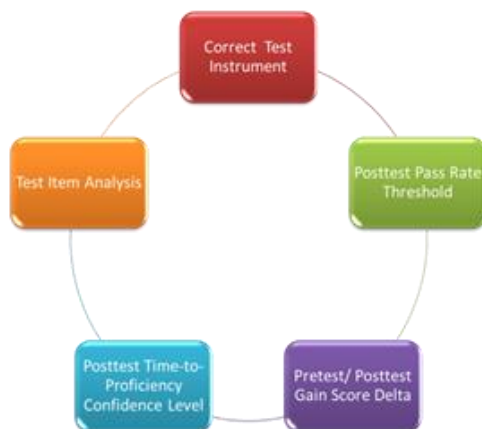 Correct Test
Instrument
Posttest Pass Rate
Threshold
Pretest/ Posttest
Gain Score Delta
Posttest Time-to-
Proficiency
Confidence Level
Test Item Analysis